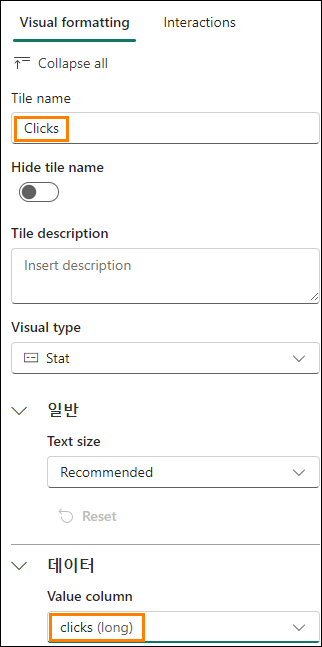 Visual formatting Interactions
Collapse all
Tile name
Clicks
Hide tile name
Tile description
Insert description
Visual type
Stat
일반
Text size
Recommended
Reset
데이터
Value column
clicks (long)